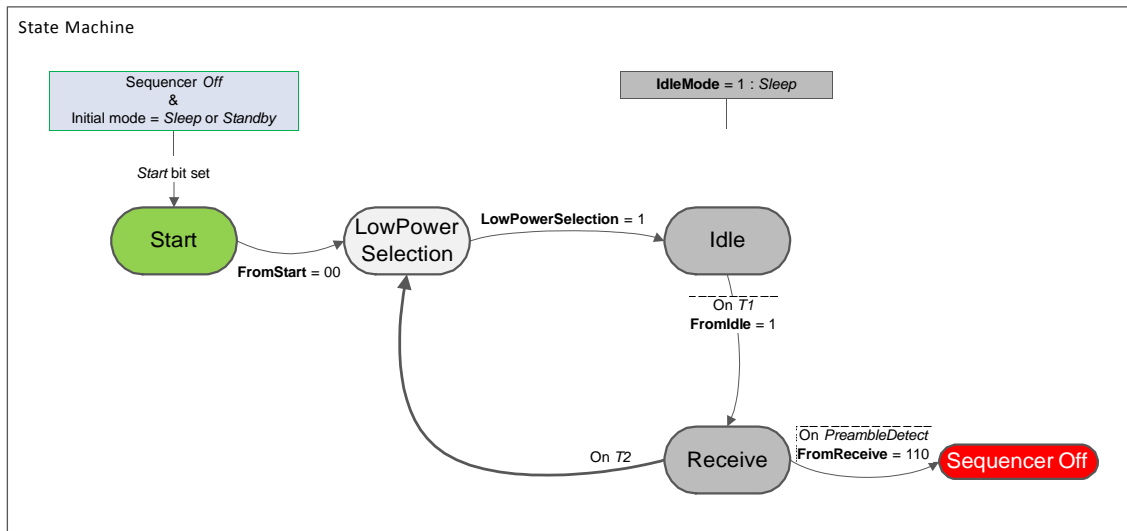 State Machine
Sequencer Off
&
Initial mode = Sleep or Standby
IdleMode = 1 : Sleep
Start bit set
Start
LowPower
Selection
LowPowerSelection = 1
Idle
FromStart = 00
On T1
FromIdle = 1
On T2
Receive
On PreambleDetect
FromReceive = 110
Sequencer Off